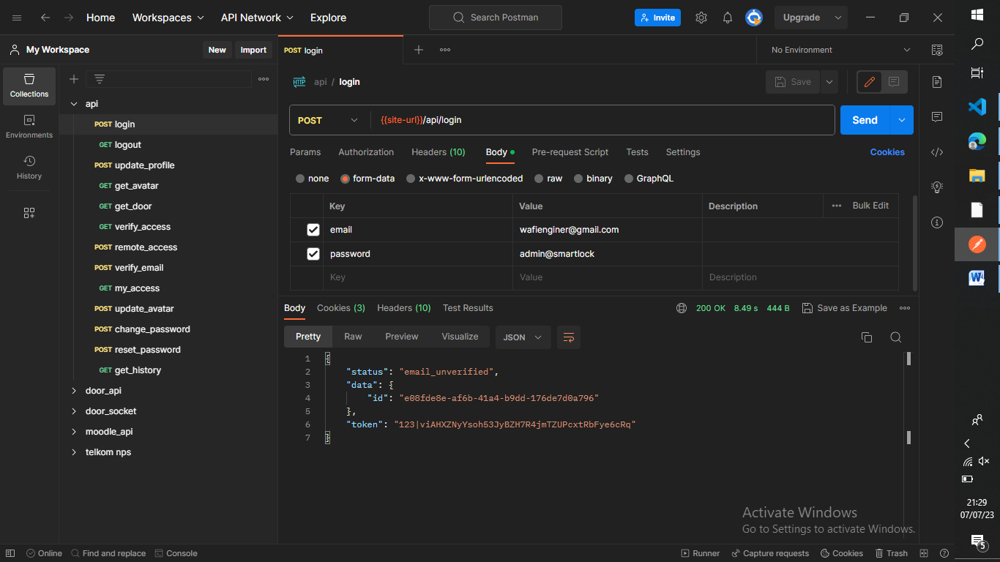 Home Workspaces API Network Explore Search Postman Invite Upgrade
My Workspace New Import POST login No Environment
Collections
Environments
History
api
POST login
GET logout
POST update_profile
GET get_avatar
GET get_door
GET verify_access
POST remote_access
POST verify_email
GET my_access
POST update_avatar
POST change_password
POST reset_password
GET get_history
door_api
door_socket
moodle_api
telkom nps
HTTP api / login Save
POST {{site-url}}/api/login Send
Params Authorization Headers (10) Body Pre-request Script Tests Settings Cookies
none form-data x-www-form-urlencoded raw binary GraphQL
Key Value Description Bulk Edit
email wafienginer@gmail.com
password admin@smartlock
Key Value Description
Body Cookies (3) Headers (10) Test Results 200 OK 8.49 s 444 B Save as Example
Pretty Raw Preview Visualize JSON
1 {
2 "status": "email_unverified",
3 "data": {
4 "id": "e08fde8e-af6b-41a4-b9dd-176de7d0a796"
5 },
6 "token": "123|viAHXZNyYsoh53JyBZH7R4jmTZUPcxtRbFye6cRq"
7 }
Activate Windows
Go to Settings to activate Windows.
Online Find and replace Console Runner Capture requests Cookies Trash
21:29
07/07/23
5